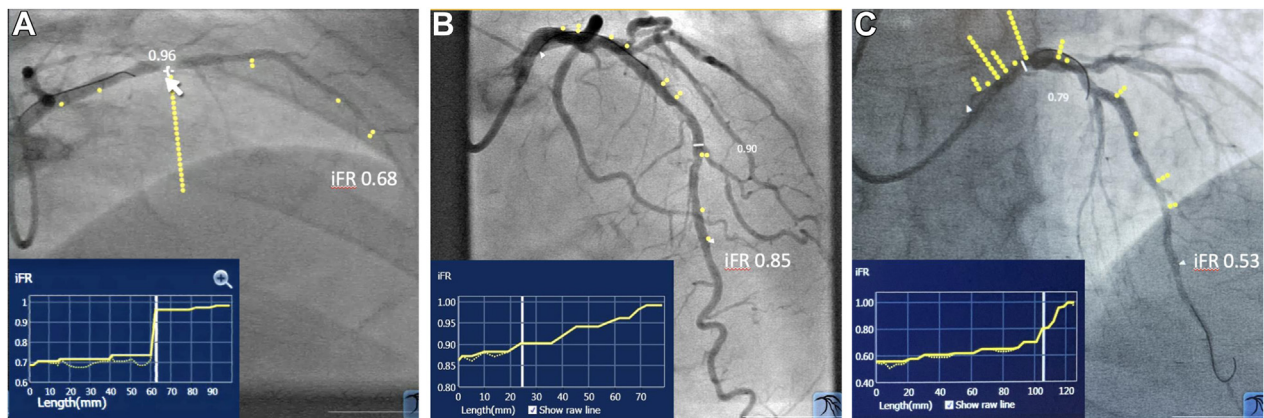 A
0.96
iFR 0.68
iFR
1
0.9
0.8
0.7
0.6
0 10 20 30 40 50 60 70 80 90
Length(mm)
B
0.90
iFR 0.85
iFR
1.00
0.95
0.90
0.85
0.80
0 10 20 30 40 50 60 70
Length(mm) Show raw line
C
0.79
iFR 0.53
iFR
1.00
0.80
0.60
0.40
0 20 40 60 80 100 120
Length(mm) Show raw line